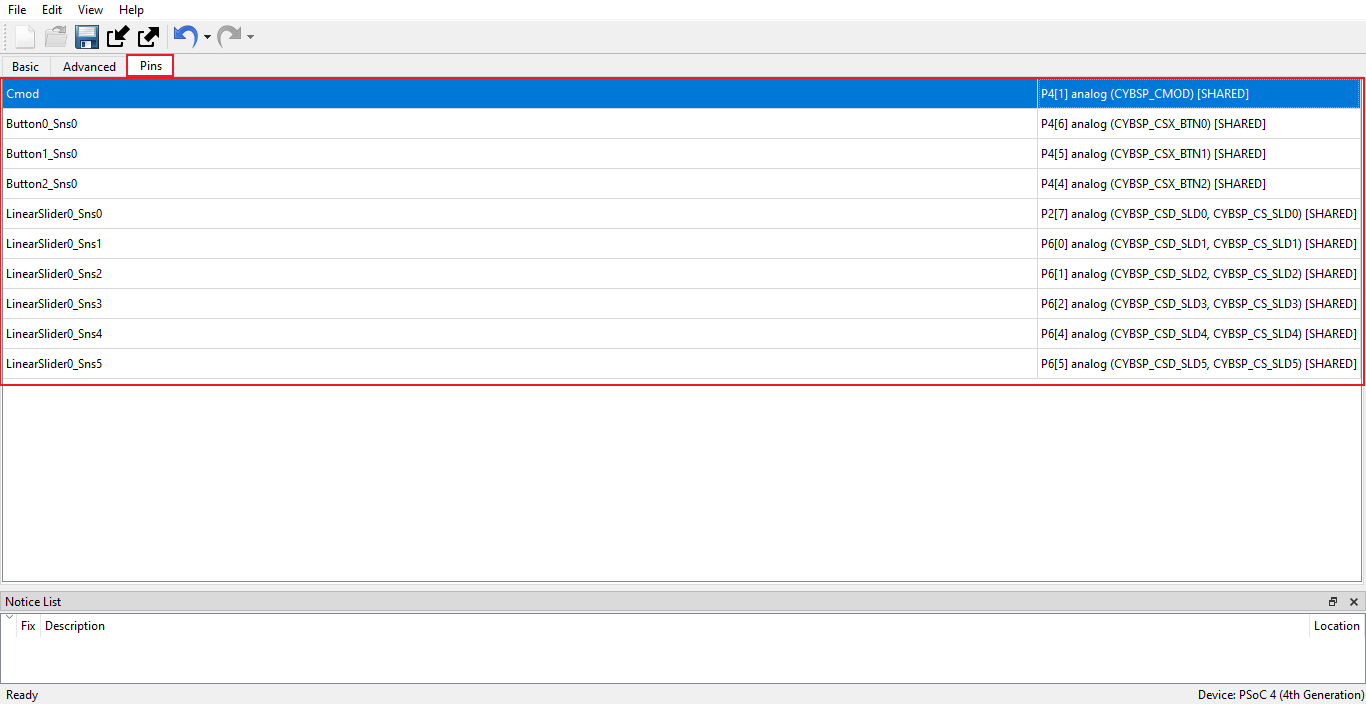 File Edit View Help
Basic Advanced Pins
Cmod P4[1] analog (CYBSP_CMOD) [SHARED]
Button0_Sns0 P4[6] analog (CYBSP_CSX_BTN0) [SHARED]
Button1_Sns0 P4[5] analog (CYBSP_CSX_BTN1) [SHARED]
Button2_Sns0 P4[4] analog (CYBSP_CSX_BTN2) [SHARED]
LinearSlider0_Sns0 P2[7] analog (CYBSP_CSD_SLD0, CYBSP_CS_SLD0) [SHARED]
LinearSlider0_Sns1 P6[0] analog (CYBSP_CSD_SLD1, CYBSP_CS_SLD1) [SHARED]
LinearSlider0_Sns2 P6[1] analog (CYBSP_CSD_SLD2, CYBSP_CS_SLD2) [SHARED]
LinearSlider0_Sns3 P6[2] analog (CYBSP_CSD_SLD3, CYBSP_CS_SLD3) [SHARED]
LinearSlider0_Sns4 P6[4] analog (CYBSP_CSD_SLD4, CYBSP_CS_SLD4) [SHARED]
LinearSlider0_Sns5 P6[5] analog (CYBSP_CSD_SLD5, CYBSP_CS_SLD5) [SHARED]
Notice List
Fix Description Location
Ready Device: PSoC 4 (4th Generation)